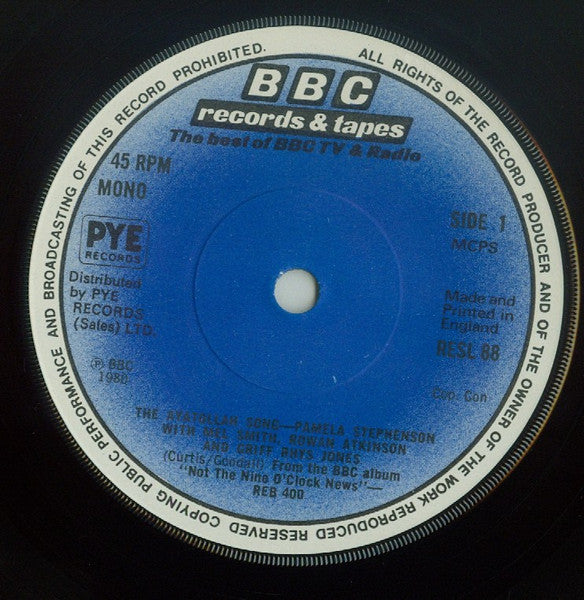 ALL RIGHTS OF THE RECORD PRODUCER AND OF THE OWNER OF THE WORK REPRODUCED RESERVED COPYING PUBLIC PERFORMANCE AND BROADCASTING OF THIS RECORD PROHIBITED.
BBC
records & tapes
The best of BBC TV & Radio
45 RPM
MONO
SIDE 1
MCPS
PYE
RECORDS
Distributed
by PYE
RECORDS
(Sales) LTD.
Made and
Printed in
England
RESL 88
Ⓟ BBC
1980
Cop. Con
THE AYATOLLAH SONG—PAMELA STEPHENSON
WITH MEL SMITH, ROWAN ATKINSON
AND GRIFF RHYS JONES
(Curtis/Goodall) From the BBC album
"Not The Nine O'Clock News"—
REB 400